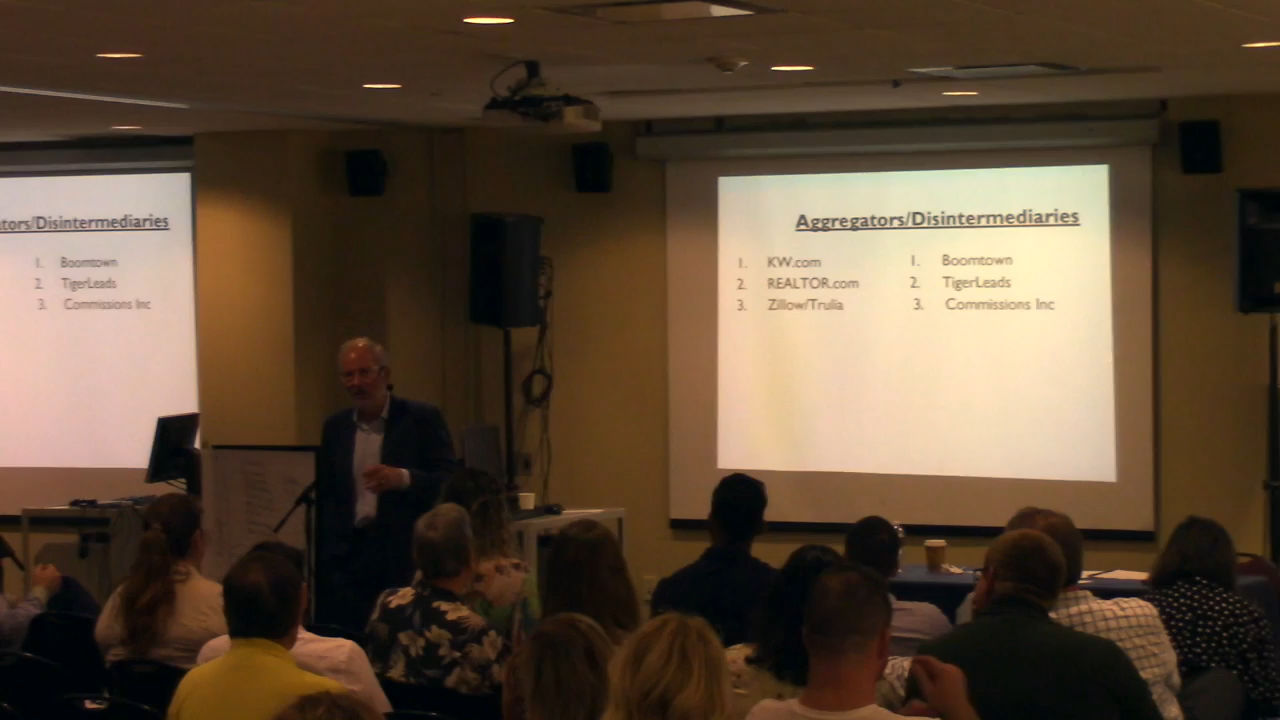 tors/Disintermediaries
1. Boomtown
2. TigerLeads
3. Commissions Inc
Aggregators/Disintermediaries
1. KW.com
2. REALTOR.com
3. Zillow/Trulia
1. Boomtown
2. TigerLeads
3. Commissions Inc